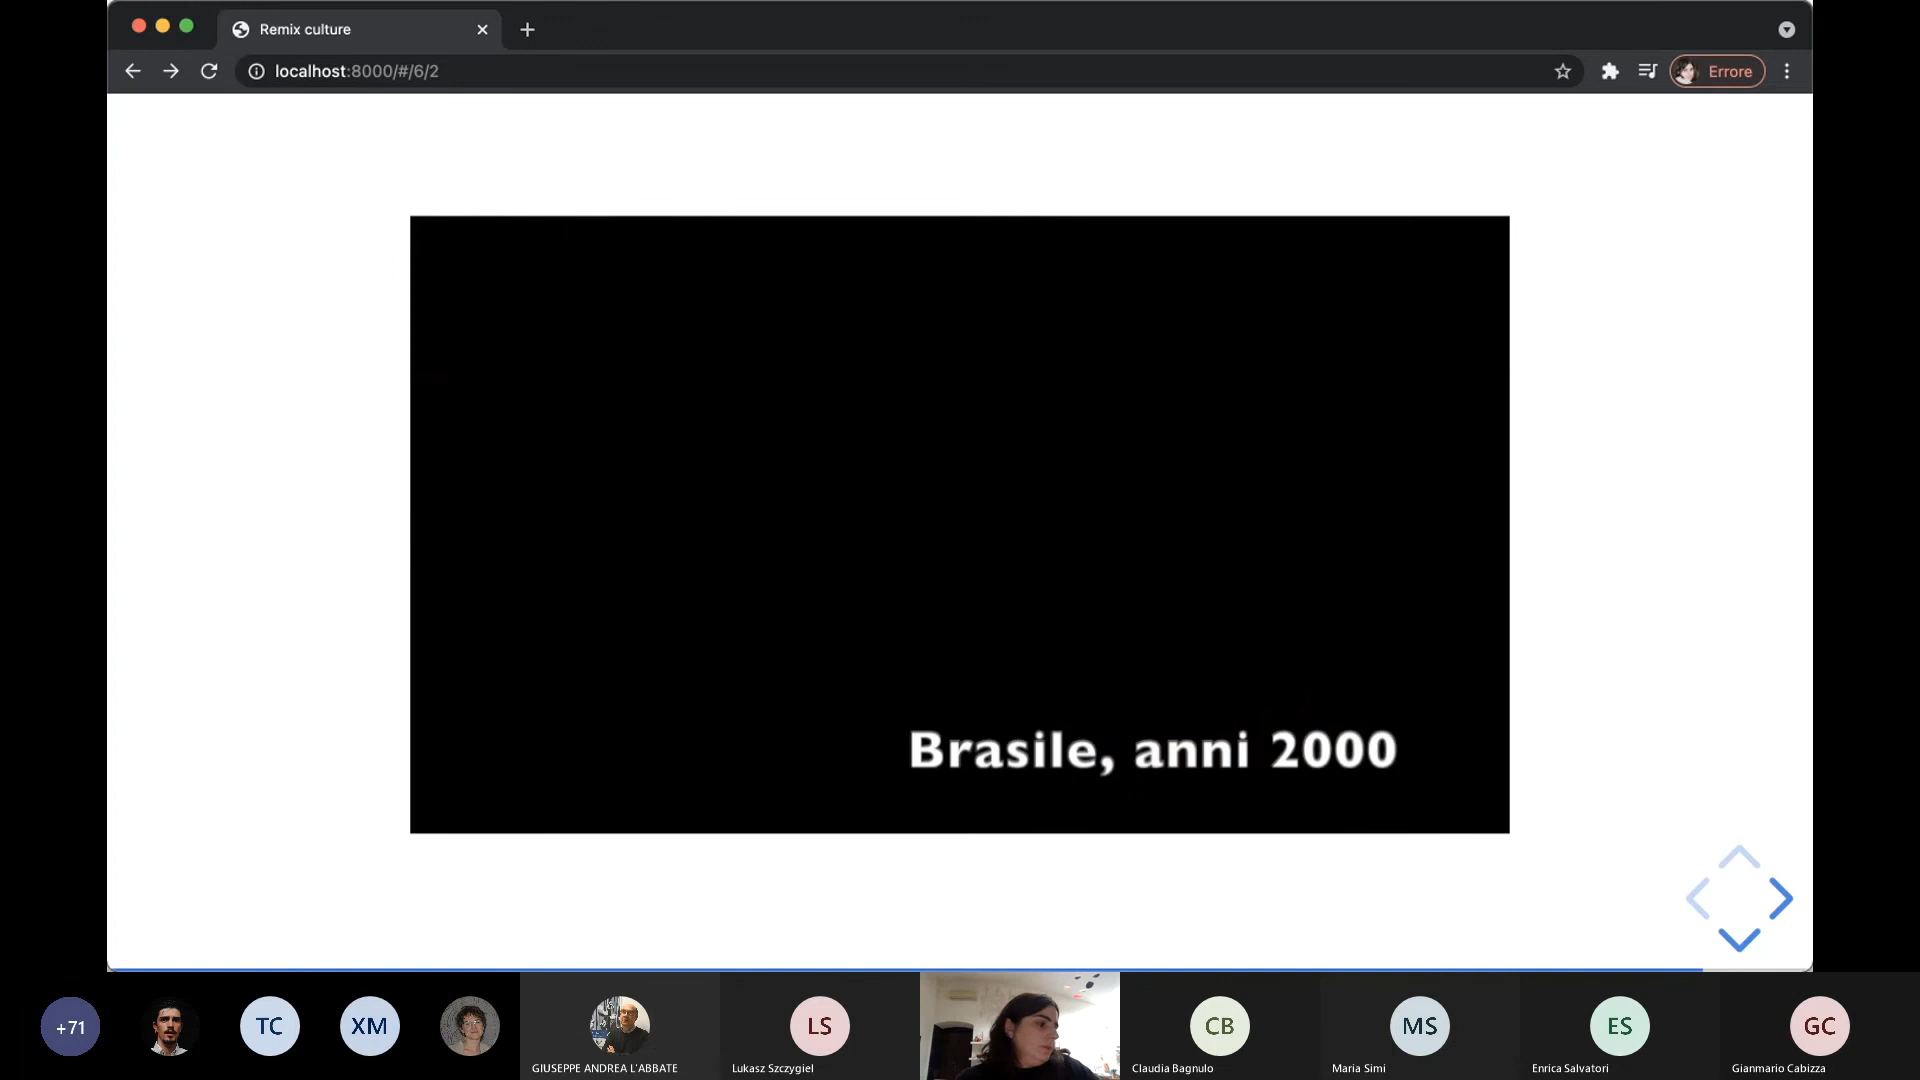 Remix culture
localhost:8000/#/6/2
Errore
Brasile, anni 2000
+71
TC
XM
GIUSEPPE ANDREA L'ABBATE
LS
Lukasz Szczygiel
CB
Claudia Bagnulo
MS
Maria Simi
ES
Enrica Salvatori
GC
Gianmario Cabizza